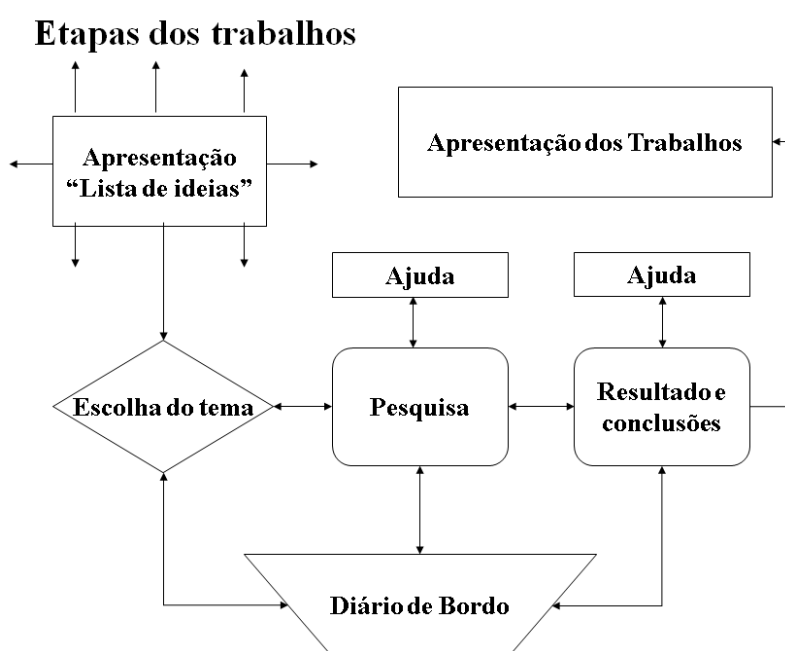 Etapas dos trabalhos
Apresentação
“Lista de ideias”
Apresentação dos Trabalhos
Ajuda
Ajuda
Escolha do tema
Pesquisa
Resultado e
conclusões
Diário de Bordo